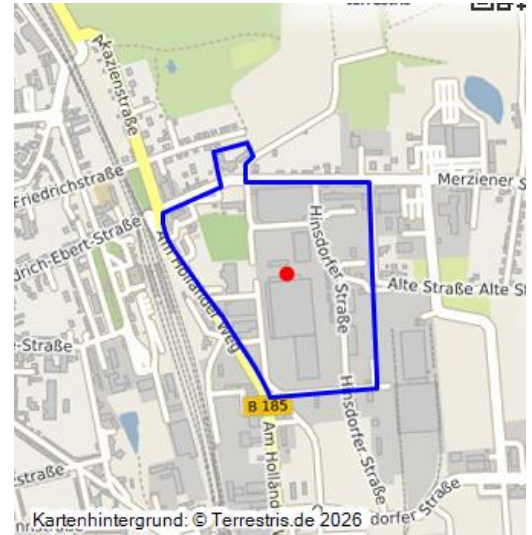 Akazienstraße
Friedrichstraße
Merziener
drich-Ebert-Straße
Am Holländer Weg
Hinsdorfer Straße
Alte Straße Alte St
e-Straße
B 185
Hinsdorfer Straße
Am Holländ
dorfer Straße
Kartenhintergrund: © Terrestris.de 2026